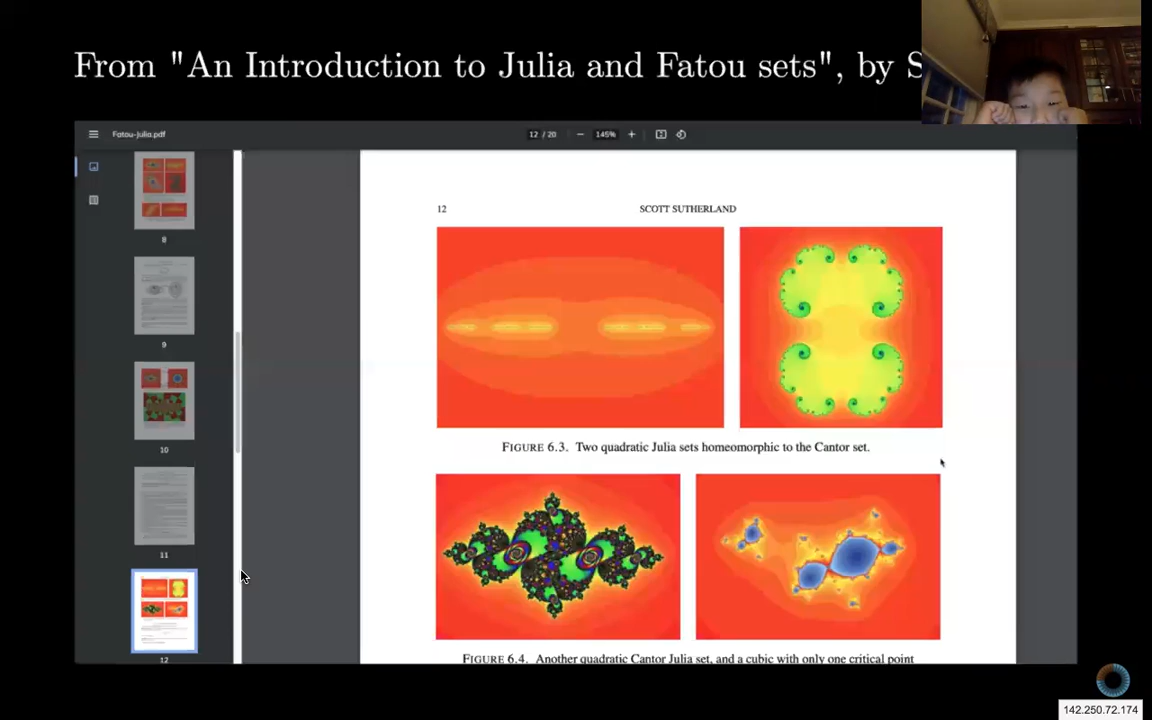 From "An Introduction to Julia and Fatou sets", by S
Fatou-Julia.pdf
12 / 20
145%
8
9
10
11
12
12
SCOTT SUTHERLAND
FIGURE 6.3. Two quadratic Julia sets homeomorphic to the Cantor set.
FIGURE 6.4. Another quadratic Cantor Julia set, and a cubic with only one critical point
142.250.72.174